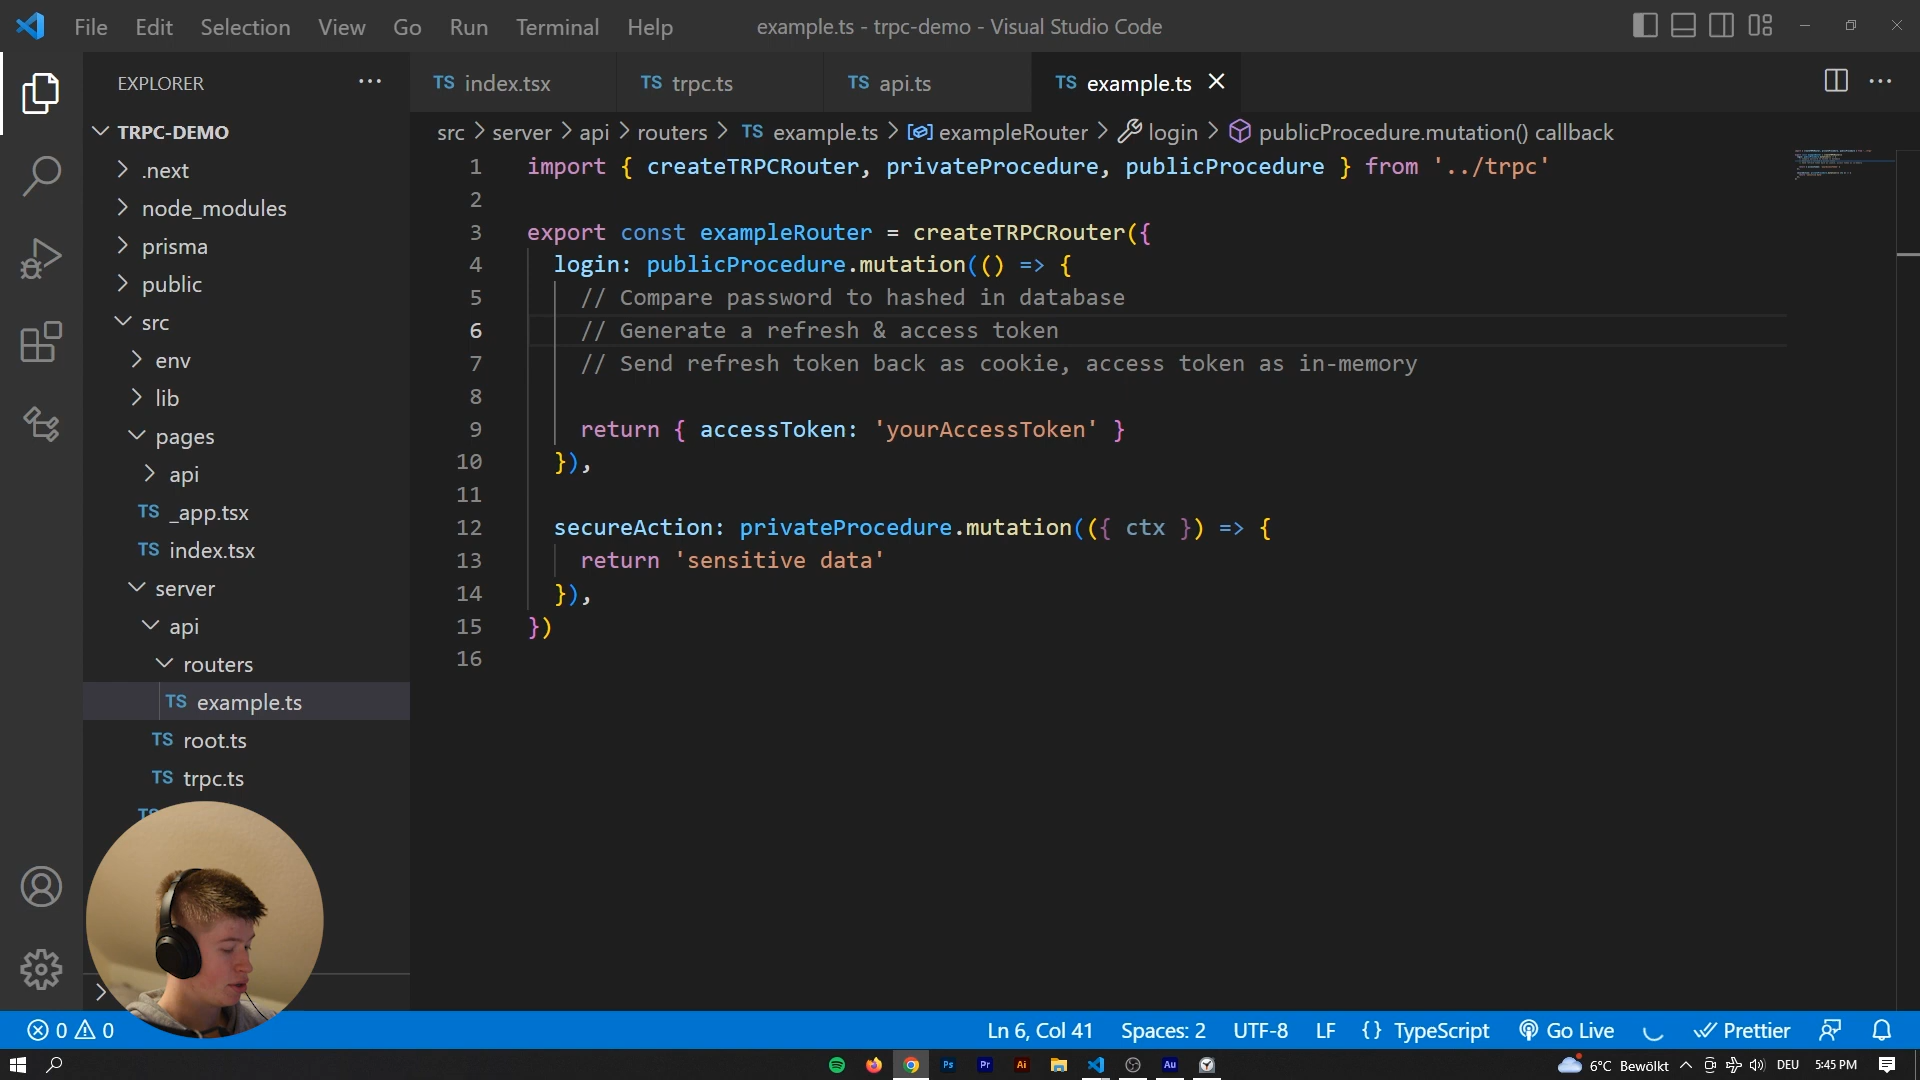 File Edit Selection View Go Run Terminal Help example.ts - trpc-demo - Visual Studio Code
EXPLORER
TRPC-DEMO
.next
node_modules
prisma
public
src
env
lib
pages
api
TS _app.tsx
TS index.tsx
server
api
routers
TS example.ts
TS root.ts
TS trpc.ts
TS index.tsx TS trpc.ts TS api.ts TS example.ts
src > server > api > routers > TS example.ts > exampleRouter > login > publicProcedure.mutation() callback
1 import { createTRPCRouter, privateProcedure, publicProcedure } from '../trpc'
2
3 export const exampleRouter = createTRPCRouter({
4 login: publicProcedure.mutation(() => {
5 // Compare password to hashed in database
6 // Generate a refresh & access token
7 // Send refresh token back as cookie, access token as in-memory
8
9 return { accessToken: 'yourAccessToken' }
10 }),
11
12 secureAction: privateProcedure.mutation(({ ctx }) => {
13 return 'sensitive data'
14 }),
15 })
16
0 0 Ln 6, Col 41 Spaces: 2 UTF-8 LF {} TypeScript Go Live Prettier
Ps Pr Ai Au 6°C Bewölkt DEU 5:45 PM